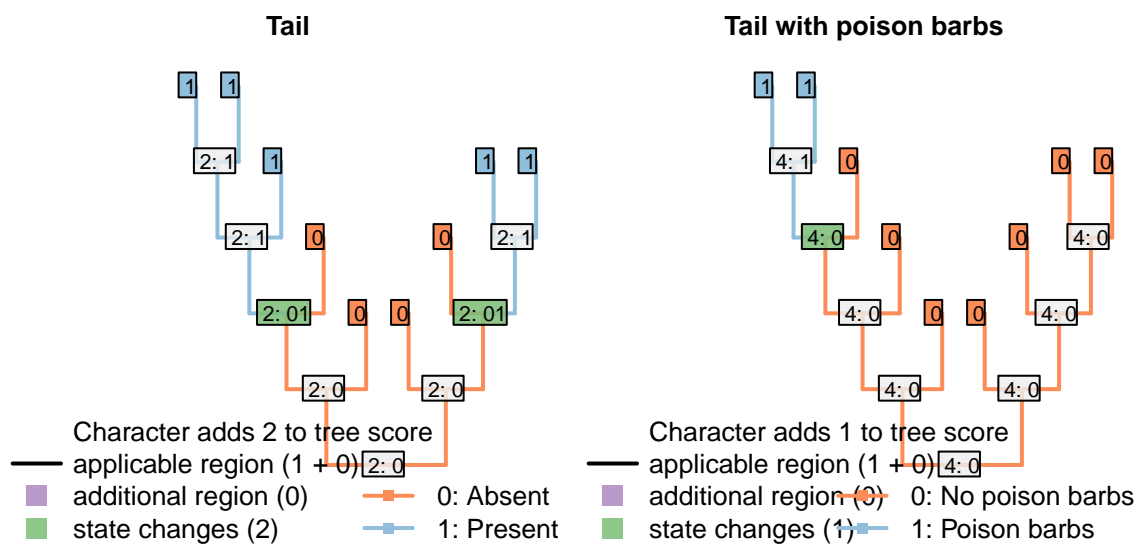 Tail
1 1
2: 1 1 1 1
2: 1 0 0 2: 1
2: 01 0 0 2: 01
2: 0 2: 0
2: 0
Character adds 2 to tree score
applicable region (1 + 0)
additional region (0)
state changes (2)
0: Absent
1: Present
Tail with poison barbs
1 1
4: 1 0 0 0
4: 0 0 0 4: 0
4: 0 0 0 4: 0
4: 0 4: 0
4: 0
Character adds 1 to tree score
applicable region (1 + 0)
additional region (0)
state changes (1)
0: No poison barbs
1: Poison barbs